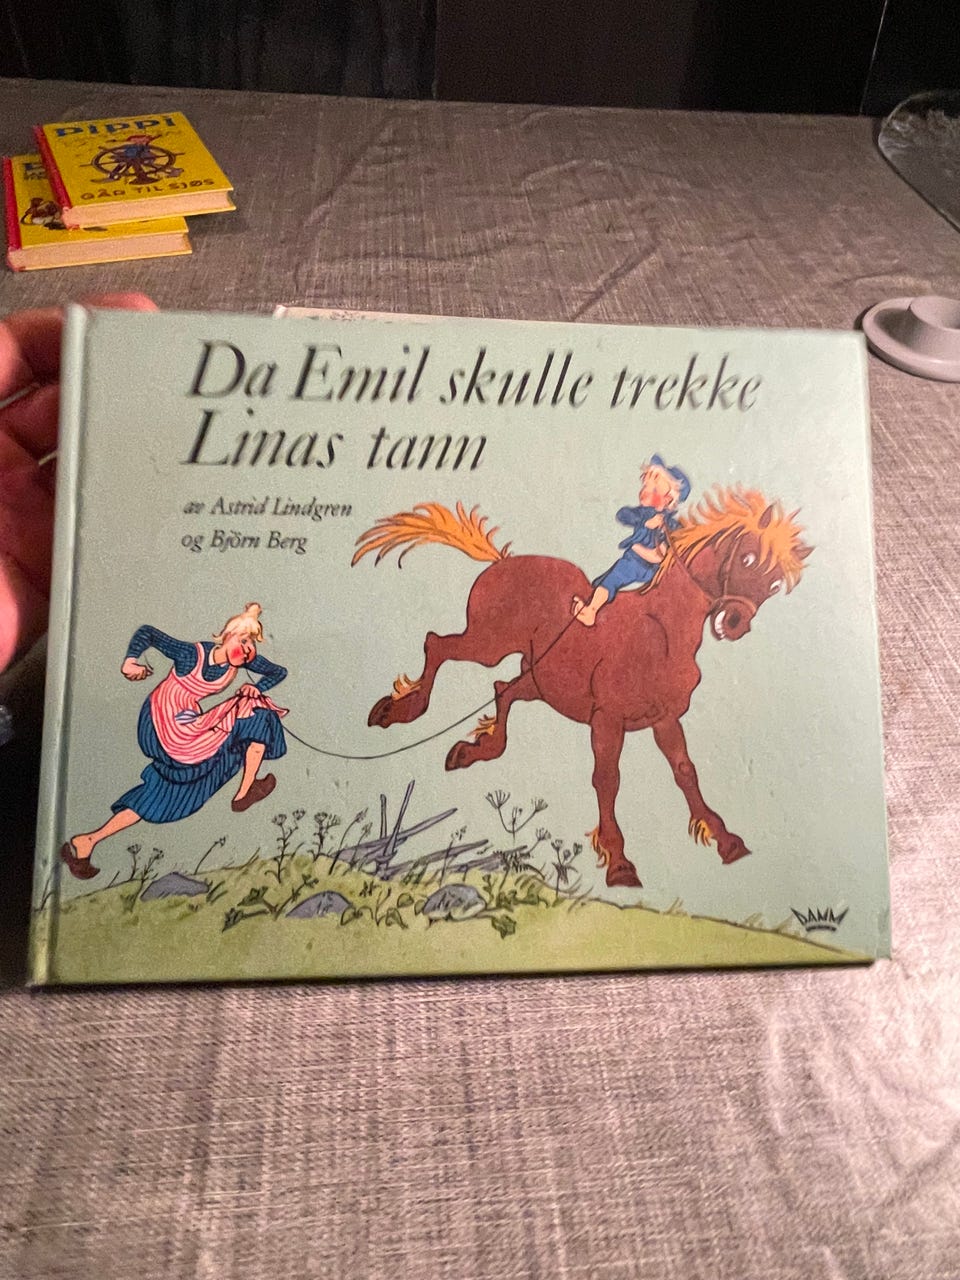 PIPPI
GÅR TIL SJØS
Da Emil skulle trekke
Linas tann
av Astrid Lindgren
og Björn Berg
DAMM